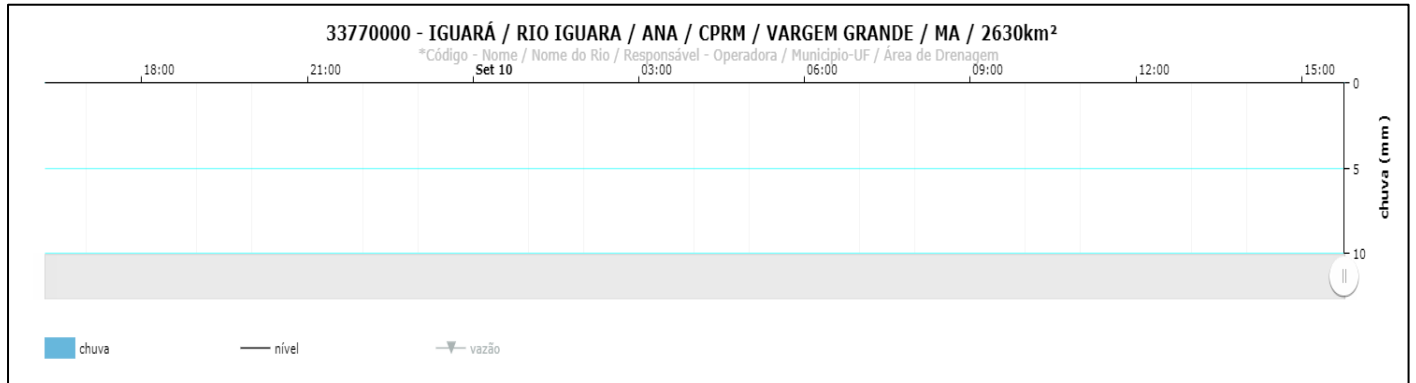 33770000 - IGUARÁ / RIO IGUARA / ANA / CPRM / VARGEM GRANDE / MA / 2630km²
*Código - Nome / Nome do Rio / Responsável - Operadora / Município-UF / Área de Drenagem
18:00 21:00 Set 10 03:00 06:00 09:00 12:00 15:00
0
5
10
chuva (mm)
chuva nível vazão